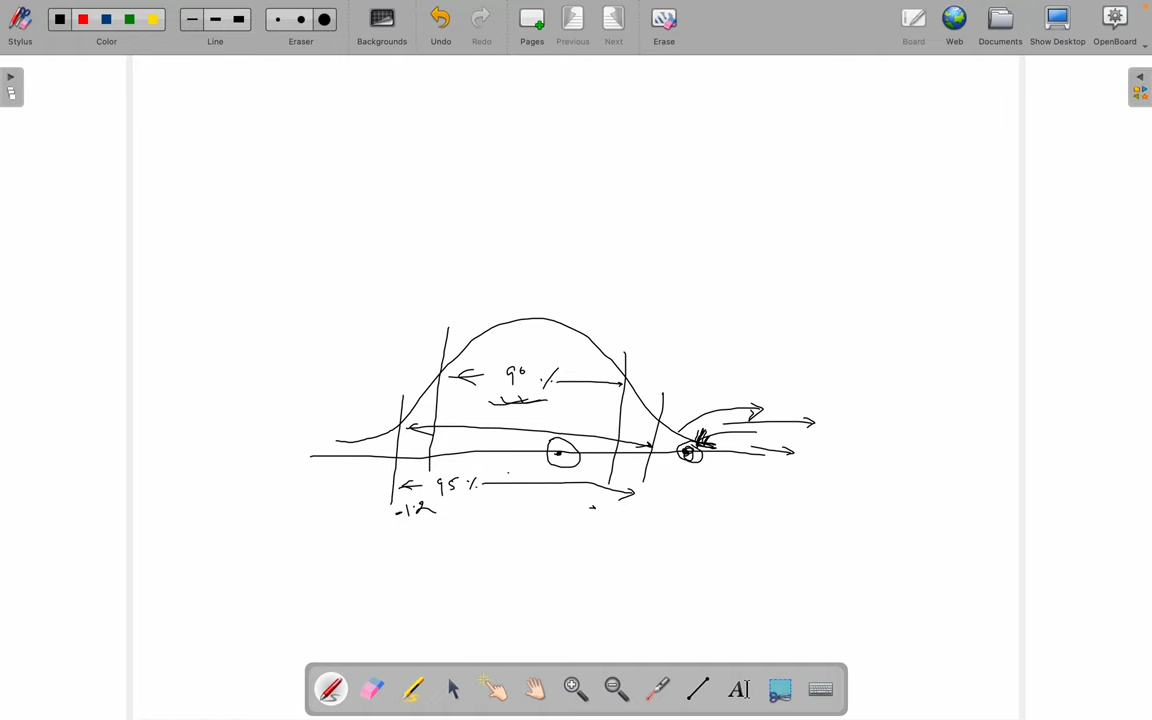 Stylus Color Line Eraser Backgrounds Undo Redo Pages Previous Next Erase Board Web Documents Show Desktop OpenBoard
90 %
95 %
-1.2
AI